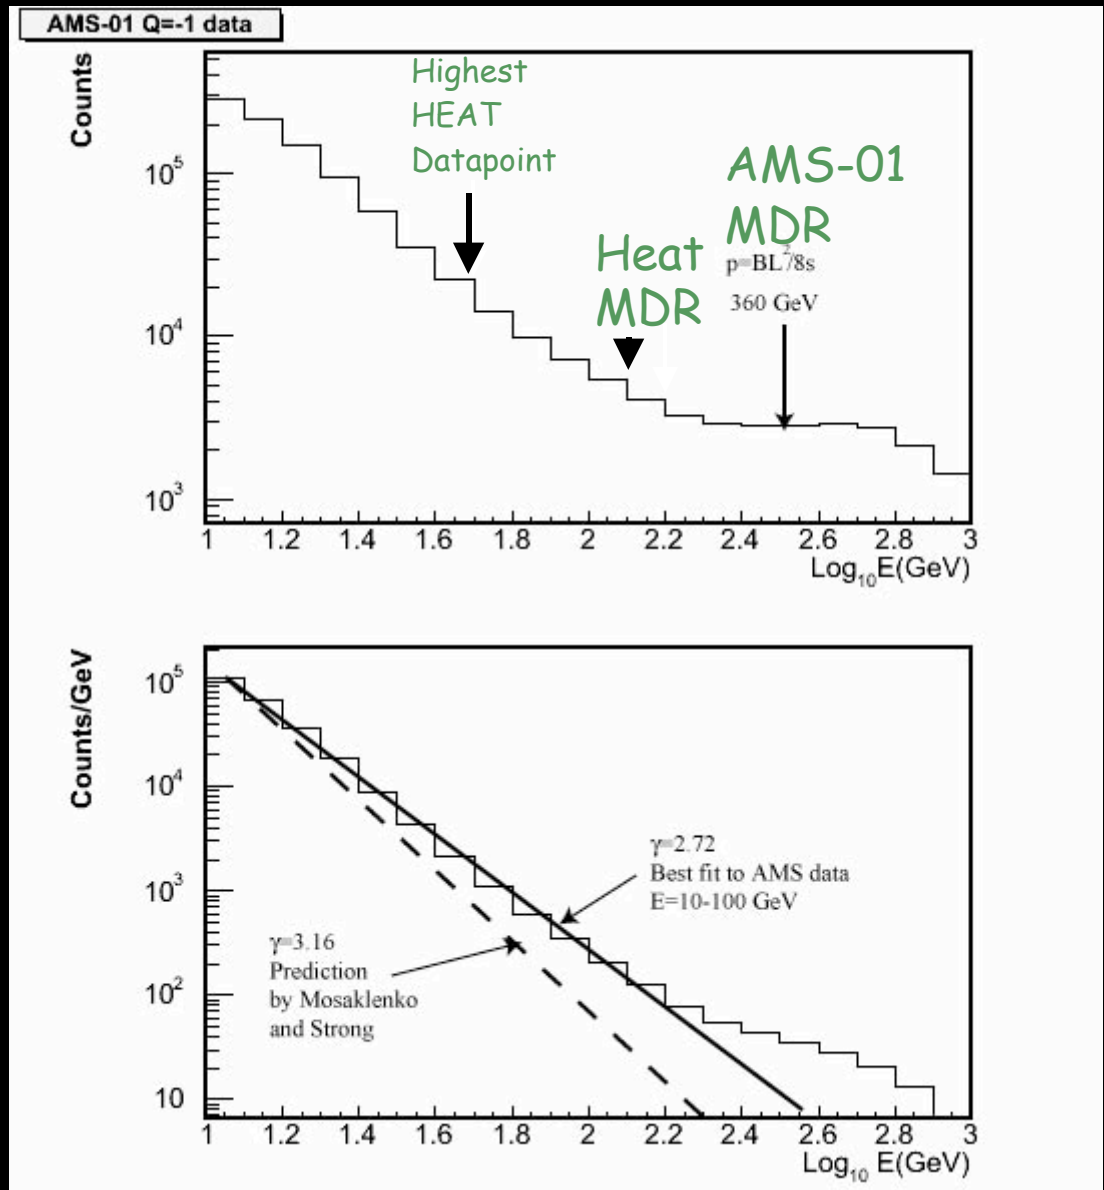 AMS-01 Q=-1 data
Counts
10⁵
10⁴
10³
Highest
HEAT
Datapoint
Heat
MDR
AMS-01
MDR
p=BL²/8s
360 GeV
1 1.2 1.4 1.6 1.8 2 2.2 2.4 2.6 2.8 3
Log₁₀E(GeV)
Counts/GeV
10⁵
10⁴
10³
10²
10
γ=2.72
Best fit to AMS data
E=10-100 GeV
γ=3.16
Prediction
by Mosaklenko
and Strong
1 1.2 1.4 1.6 1.8 2 2.2 2.4 2.6 2.8 3
Log₁₀ E(GeV)